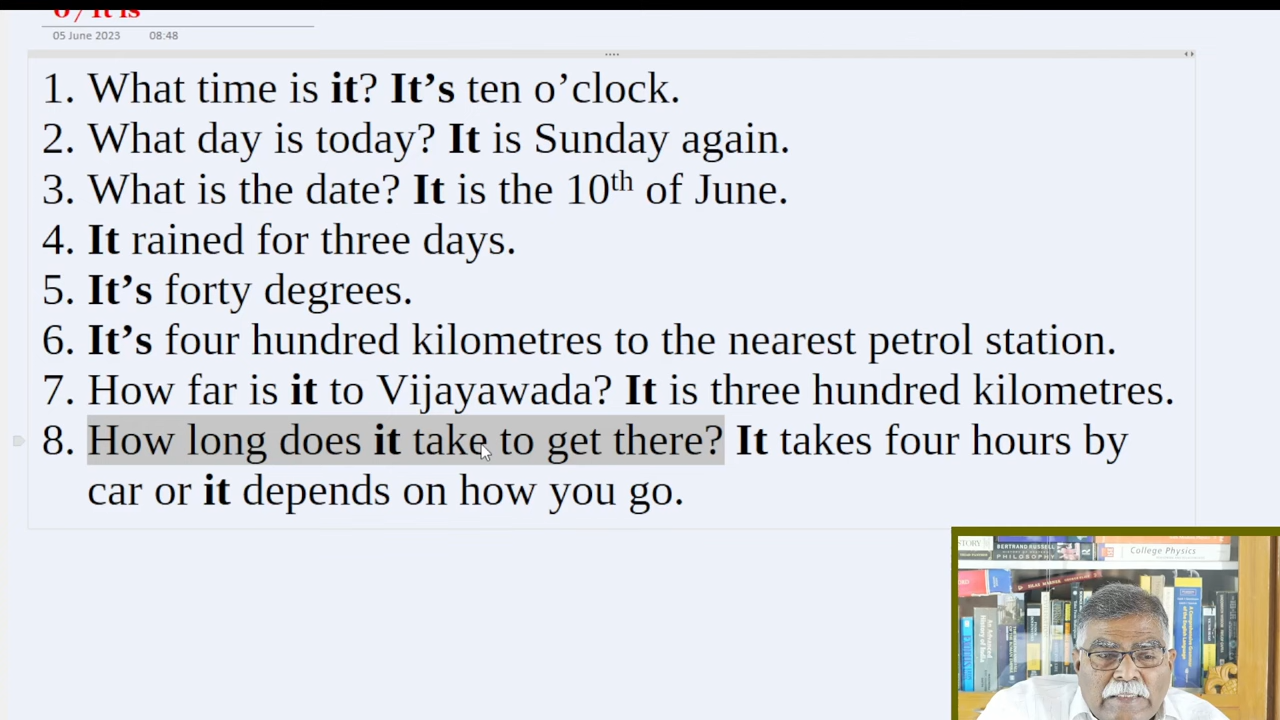 05 June 2023 08:48
1. What time is it? It’s ten o’clock.
2. What day is today? It is Sunday again.
3. What is the date? It is the 10th of June.
4. It rained for three days.
5. It’s forty degrees.
6. It’s four hundred kilometres to the nearest petrol station.
7. How far is it to Vijayawada? It is three hundred kilometres.
8. How long does it take to get there? It takes four hours by
car or it depends on how you go.
BERTRAND RUSSELL
PHILOSOPHY
College Physics